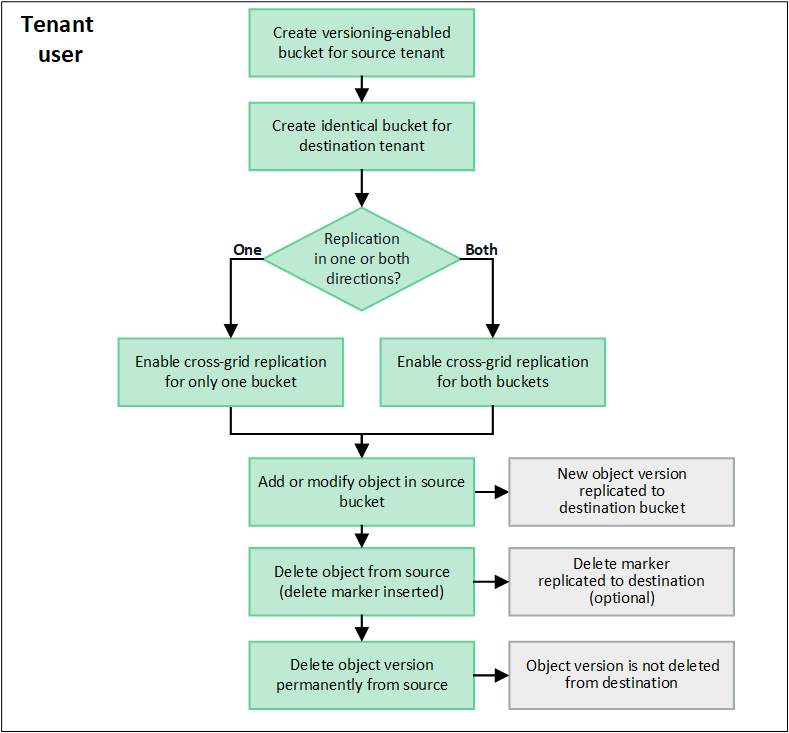 Tenant
user
Create versioning-enabled
bucket for source tenant
Create identical bucket for
destination tenant
Replication
in one or both
directions?
One
Both
Enable cross-grid replication
for only one bucket
Enable cross-grid replication
for both buckets
Add or modify object in source
bucket
New object version
replicated to
destination bucket
Delete object from source
(delete marker inserted)
Delete marker
replicated to destination
(optional)
Delete object version
permanently from source
Object version is not deleted
from destination